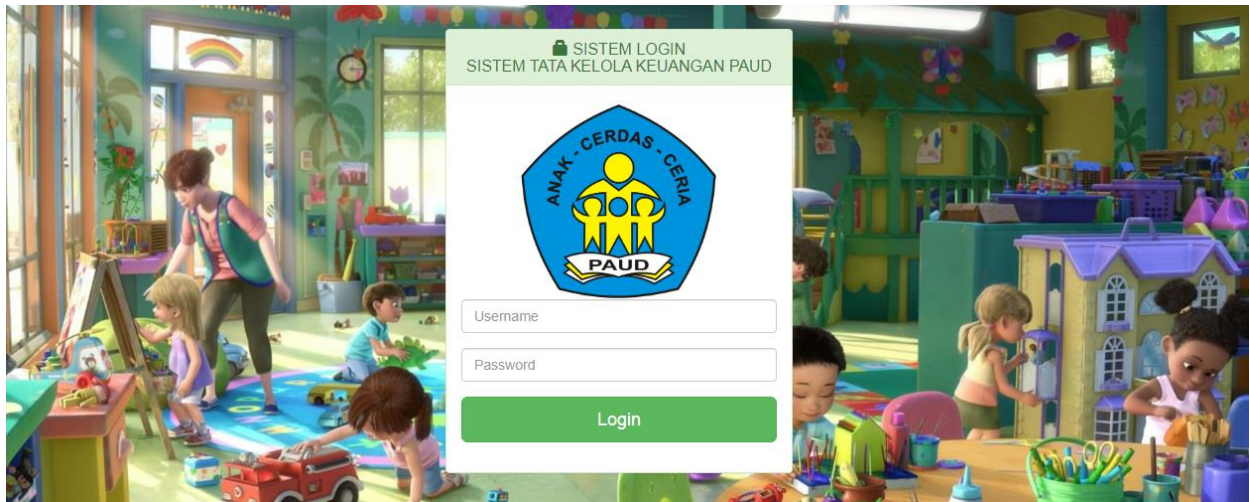 SISTEM LOGIN
SISTEM TATA KELOLA KEUANGAN PAUD
ANAK - CERDAS - CERIA
PAUD
Username
Password
Login